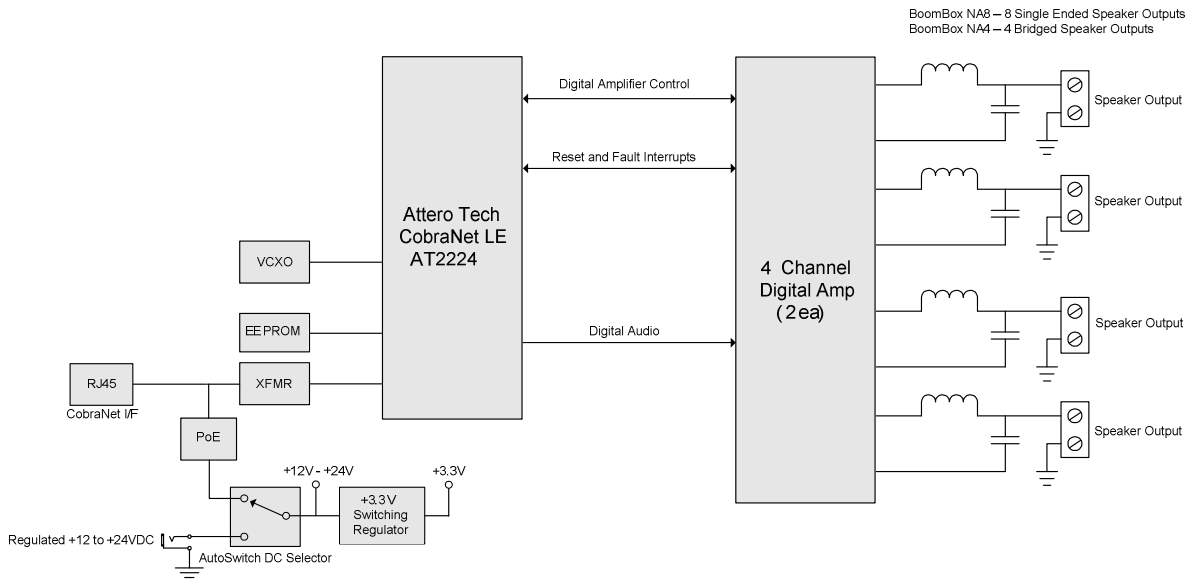 BoomBox NA8 – 8 Single Ended Speaker Outputs
BoomBox NA4 – 4 Bridged Speaker Outputs
Digital Amplifier Control
Speaker Output
Reset and Fault Interrupts
Speaker Output
Attero Tech
CobraNet LE
AT2224
VCXO
4 Channel
Digital Amp
(2ea)
EEPROM
Digital Audio
Speaker Output
RJ45
CobraNet I/F
XFMR
PoE
Speaker Output
+12V - +24V
+3.3V
+3.3V
Switching
Regulator
Regulated +12 to +24VDC
AutoSwitch DC Selector